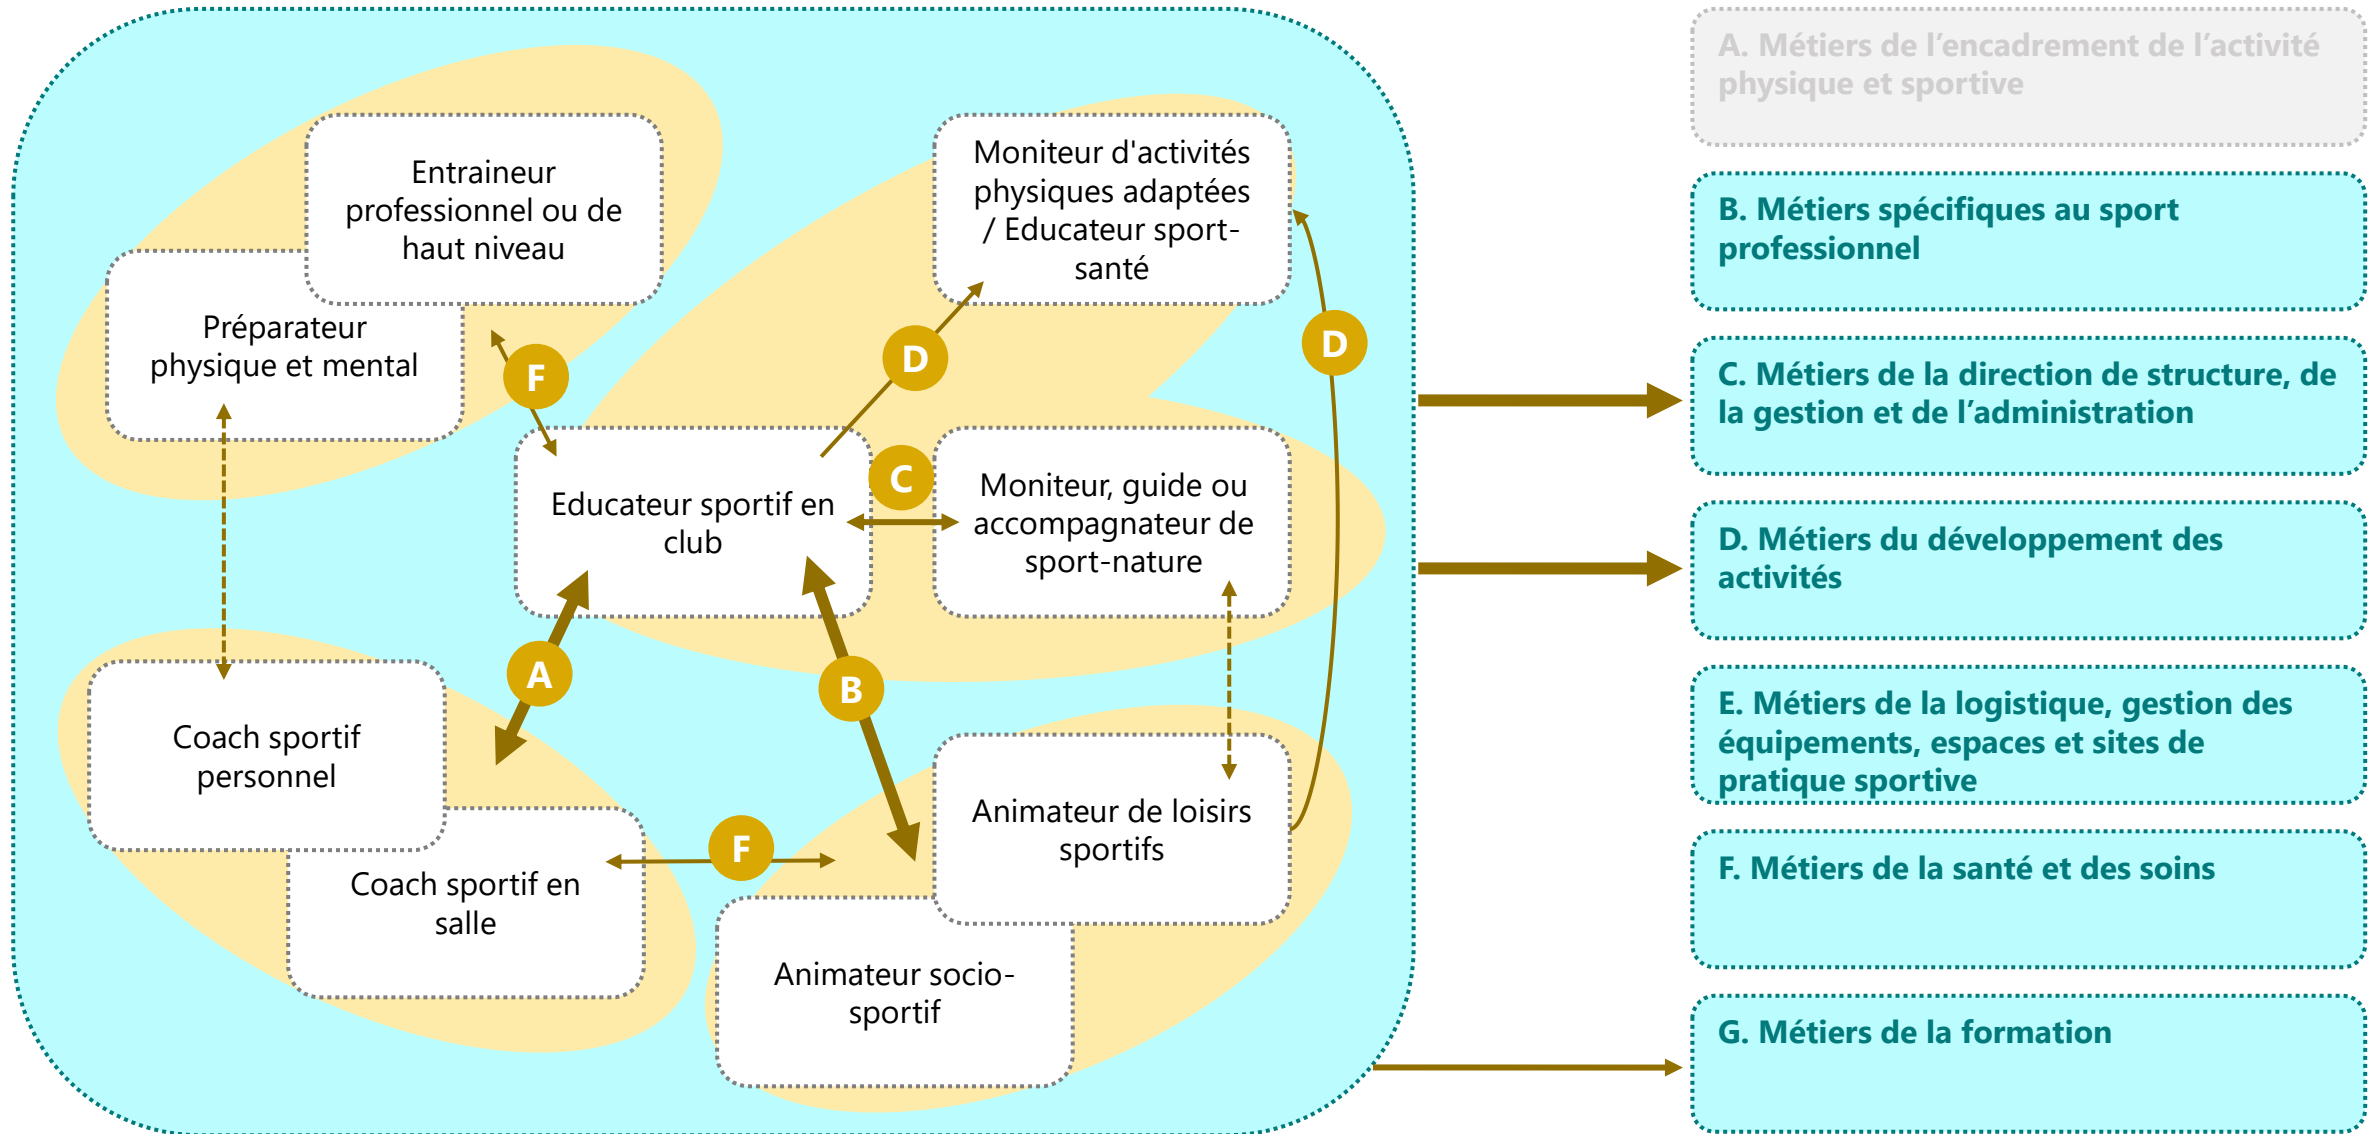 Entraineur
professionnel ou de
haut niveau
Préparateur
physique et mental
Moniteur d'activités
physiques adaptées
/ Educateur sport-
santé
F
D
D
Educateur sportif en
club
C
Moniteur, guide ou
accompagnateur de
sport-nature
A
B
Coach sportif
personnel
Coach sportif en
salle
F
Animateur de loisirs
sportifs
Animateur socio-
sportif
A. Métiers de l’encadrement de l’activité
physique et sportive
B. Métiers spécifiques au sport
professionnel
C. Métiers de la direction de structure, de
la gestion et de l’administration
D. Métiers du développement des
activités
E. Métiers de la logistique, gestion des
équipements, espaces et sites de
pratique sportive
F. Métiers de la santé et des soins
G. Métiers de la formation